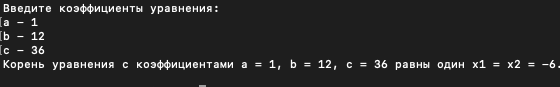 Введите коэффициенты уравнения:
a - 1
b - 12
c - 36
Корень уравнения с коэффициентами a = 1, b = 12, c = 36 равны один x1 = x2 = -6.